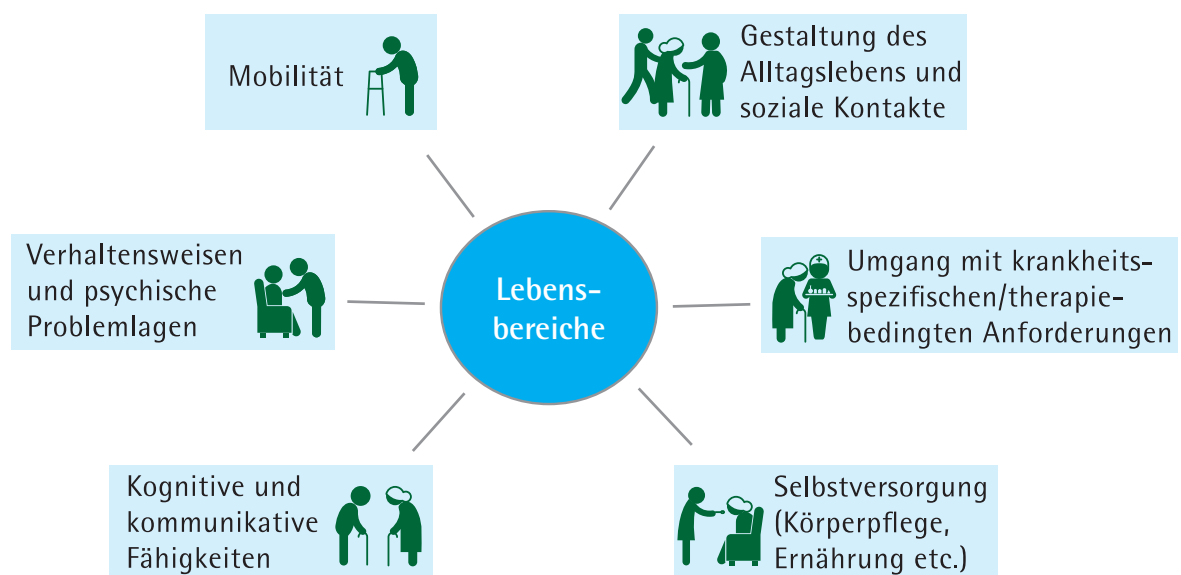 Mobilität
Gestaltung des
Alltagslebens und
soziale Kontakte
Verhaltensweisen
und psychische
Problemlagen
Lebens-
bereiche
Umgang mit krankheits-
spezifischen/therapie-
bedingten Anforderungen
Kognitive und
kommunikative
Fähigkeiten
Selbstversorgung
(Körperpflege,
Ernährung etc.)